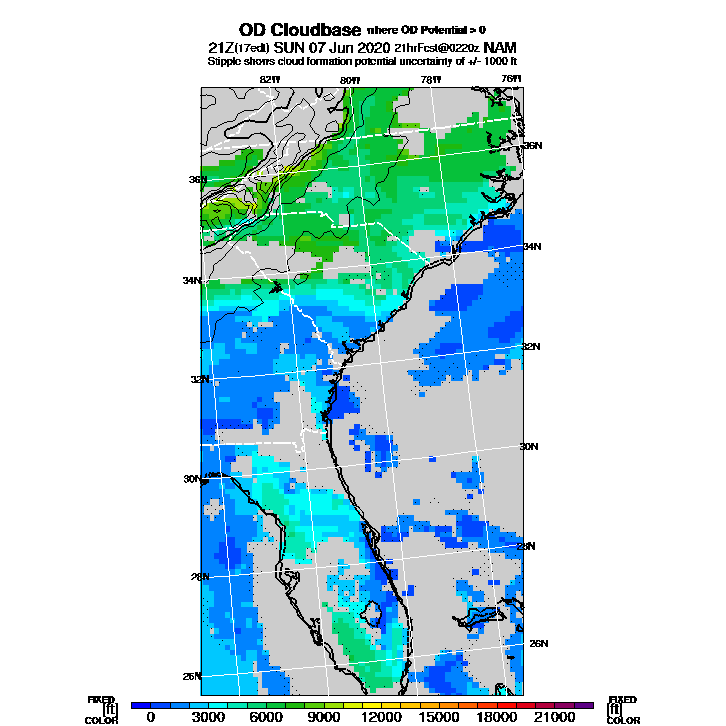 OD Cloudbase where OD Potential > 0
21Z(17edt) SUN 07 Jun 2020 21hrFcst@0220z NAM
Stipple shows cloud formation potential uncertainty of +/- 1000 ft
82W 80W 78W 76W
36N 36N
34N 34N
32N 32N
30N 30N
28N 28N
26N 26N
FIXED FIXED
[ft] [ft]
COLOR COLOR
0 3000 6000 9000 12000 15000 18000 21000